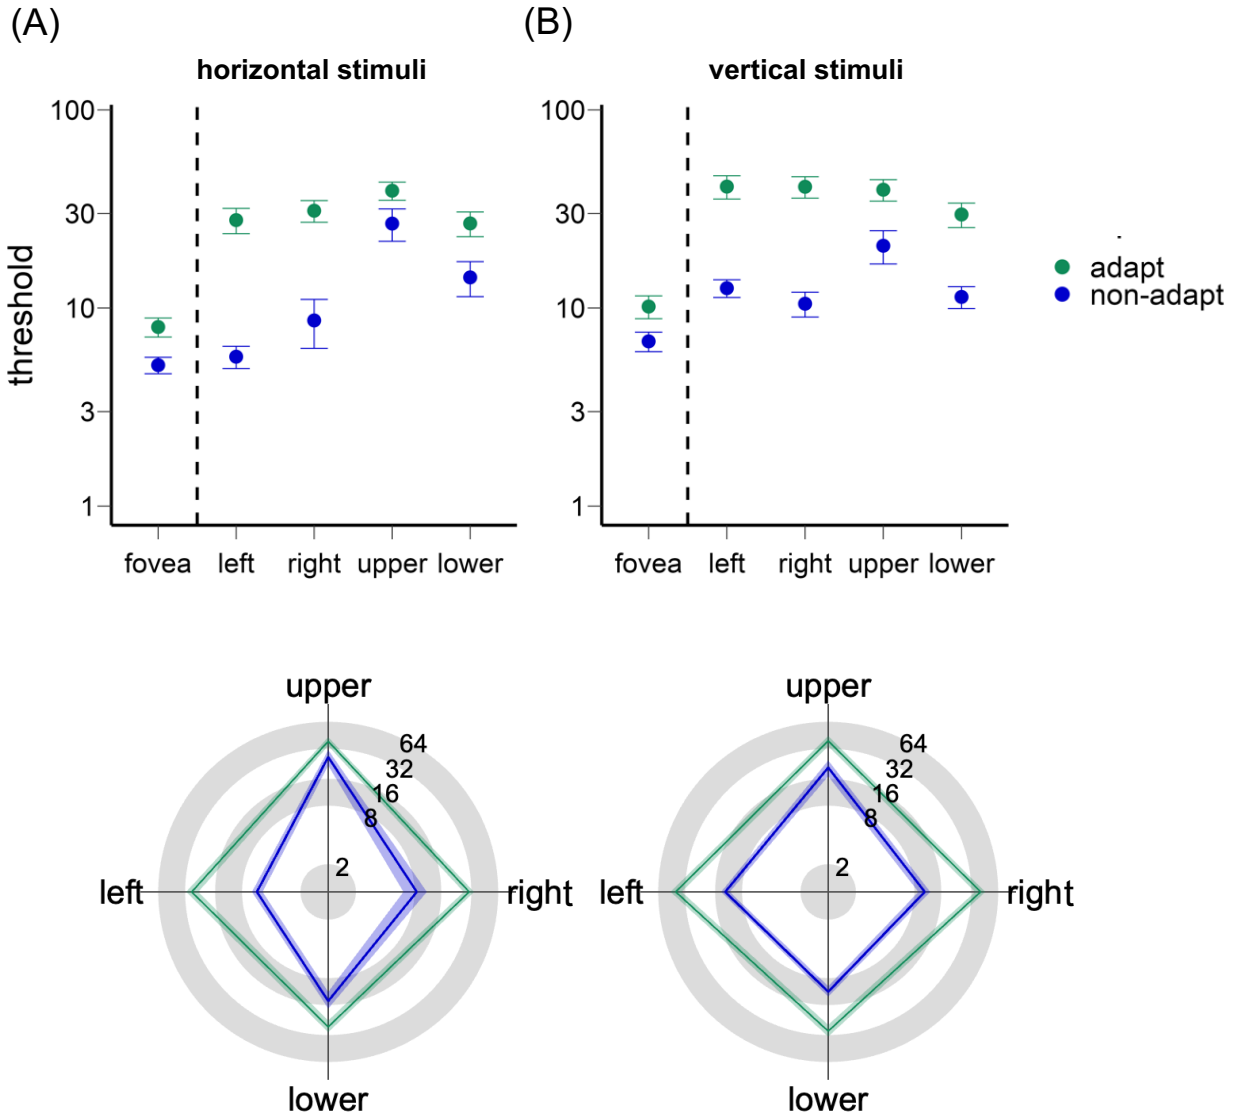 (A)
(B)
horizontal stimuli
vertical stimuli
threshold
100
30
10
3
1
fovea left right upper lower
100
30
10
3
1
fovea left right upper lower
adapt
non-adapt
upper
64
32
16
8
2
left
right
lower
upper
64
32
16
8
2
left
right
lower